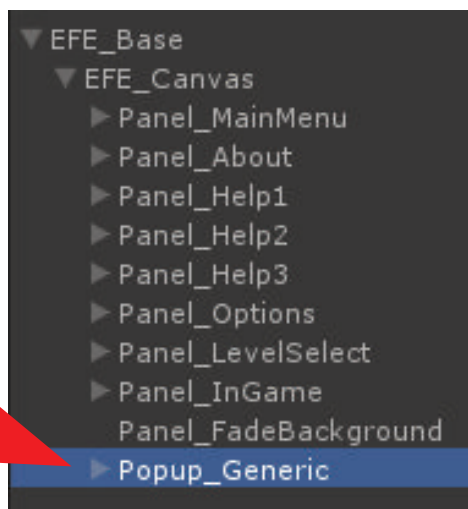 EFE_Base
EFE_Canvas
Panel_MainMenu
Panel_About
Panel_Help1
Panel_Help2
Panel_Help3
Panel_Options
Panel_LevelSelect
Panel_InGame
Panel_FadeBackground
Popup_Generic